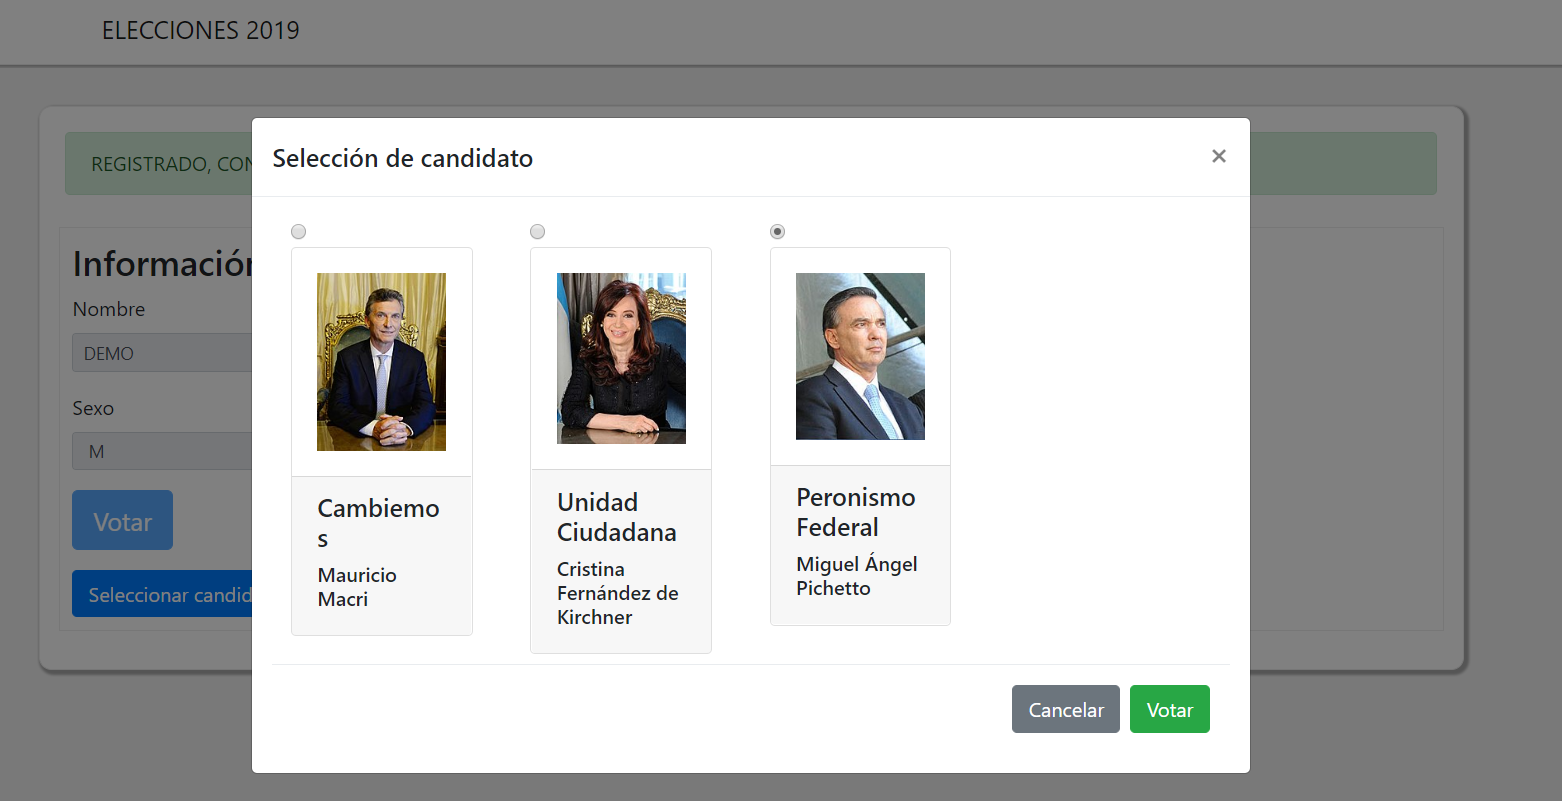 ELECCIONES 2019
REGISTRADO, CON
Información
Nombre
DEMO
Sexo
M
Votar
Seleccionar candid
Selección de candidato
×
Cambiemo
s
Mauricio
Macri
Unidad
Ciudadana
Cristina
Fernández de
Kirchner
Peronismo
Federal
Miguel Ángel
Pichetto
Cancelar
Votar